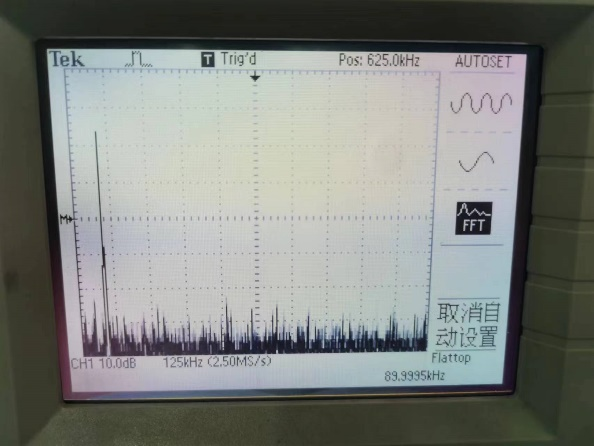 Tek T Trig'd Pos: 625.0kHz AUTOSET
M
FFT
取消自
动设置
CH1 10.0dB 125kHz (2.50MS/s) Flattop
89.9995kHz